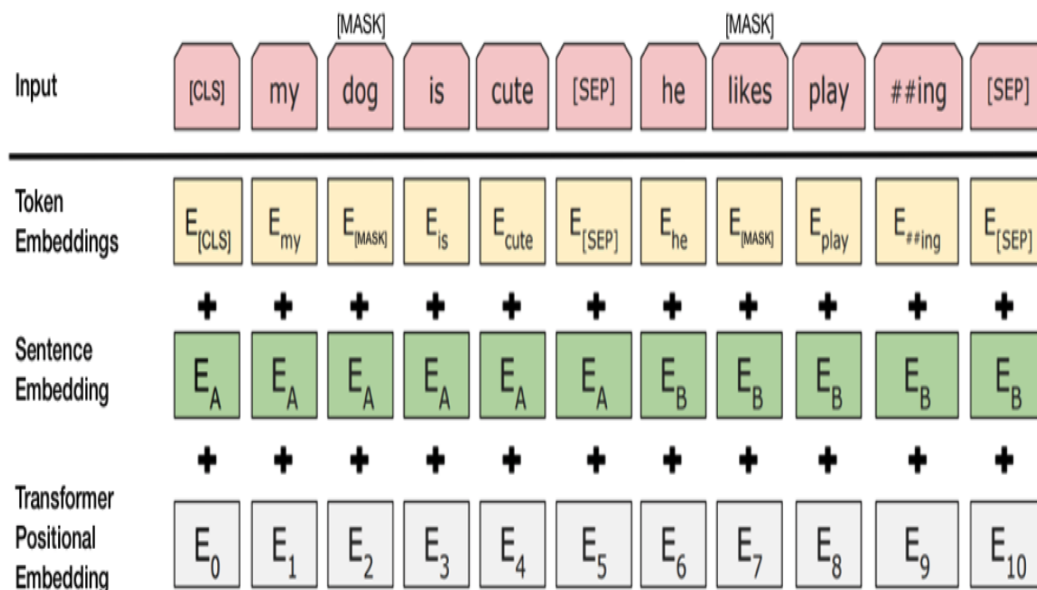 [MASK] [MASK]
Input [CLS] my dog is cute [SEP] he likes play ##ing [SEP]
Token
Embeddings E[CLS] Emy E[MASK] Eis Ecute E[SEP] Ehe E[MASK] Eplay E##ing E[SEP]
Sentence
Embedding EA EA EA EA EA EA EB EB EB EB EB
Transformer
Positional
Embedding E0 E1 E2 E3 E4 E5 E6 E7 E8 E9 E10